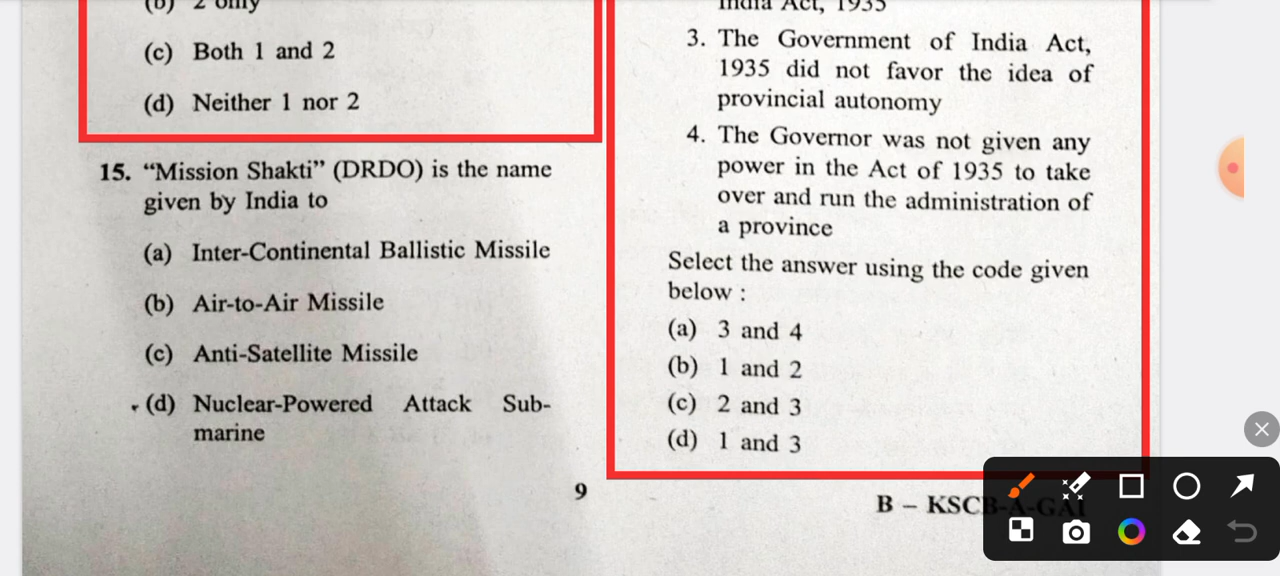 (b) 2 only
(c) Both 1 and 2
(d) Neither 1 nor 2
15. “Mission Shakti” (DRDO) is the name
given by India to
(a) Inter-Continental Ballistic Missile
(b) Air-to-Air Missile
(c) Anti-Satellite Missile
(d) Nuclear-Powered Attack Sub-
marine
India Act, 1935
3. The Government of India Act,
1935 did not favor the idea of
provincial autonomy
4. The Governor was not given any
power in the Act of 1935 to take
over and run the administration of
a province
Select the answer using the code given
below :
(a) 3 and 4
(b) 1 and 2
(c) 2 and 3
(d) 1 and 3
9
B – KSCB-A-GAI